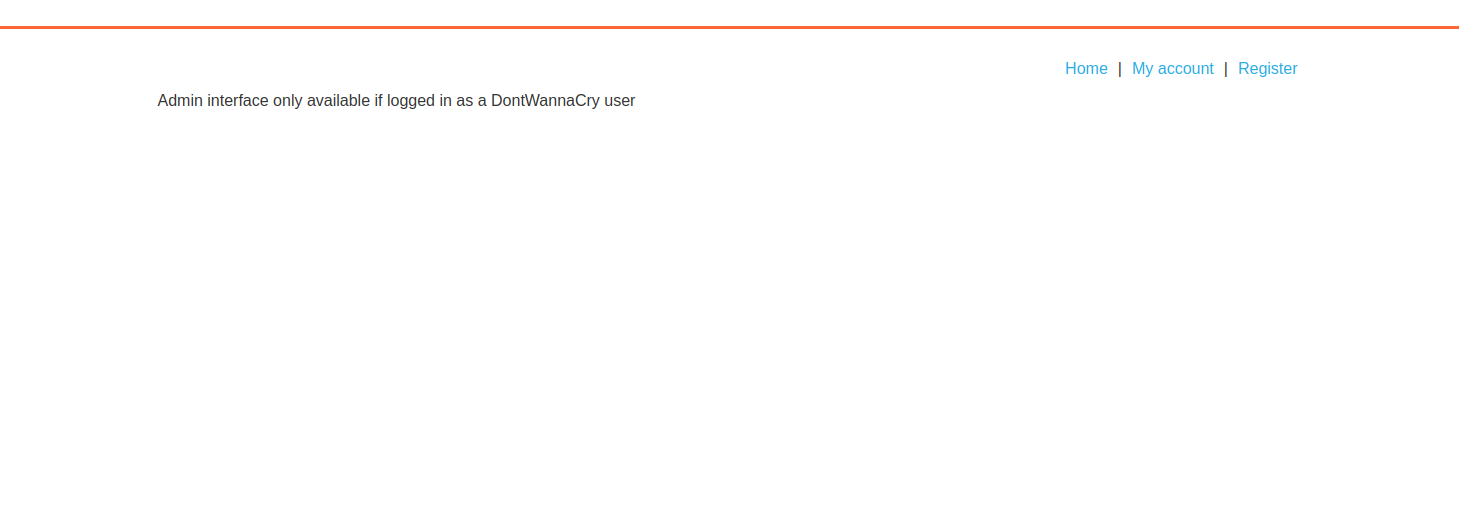 Home | My account | Register
Admin interface only available if logged in as a DontWannaCry user